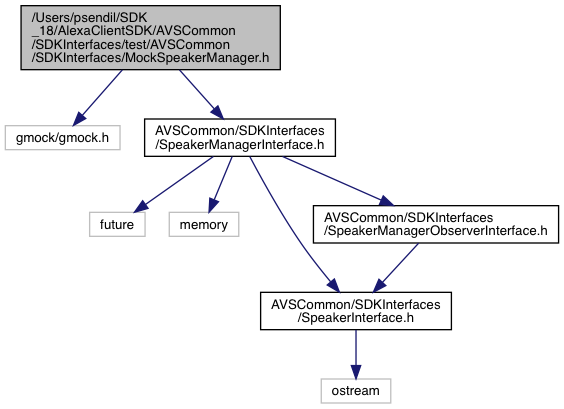 /Users/psendil/SDK
_18/AlexaClientSDK/AVSCommon
/SDKInterfaces/test/AVSCommon
/SDKInterfaces/MockSpeakerManager.h
gmock/gmock.h
AVSCommon/SDKInterfaces
/SpeakerManagerInterface.h
future
memory
AVSCommon/SDKInterfaces
/SpeakerManagerObserverInterface.h
AVSCommon/SDKInterfaces
/SpeakerInterface.h
ostream